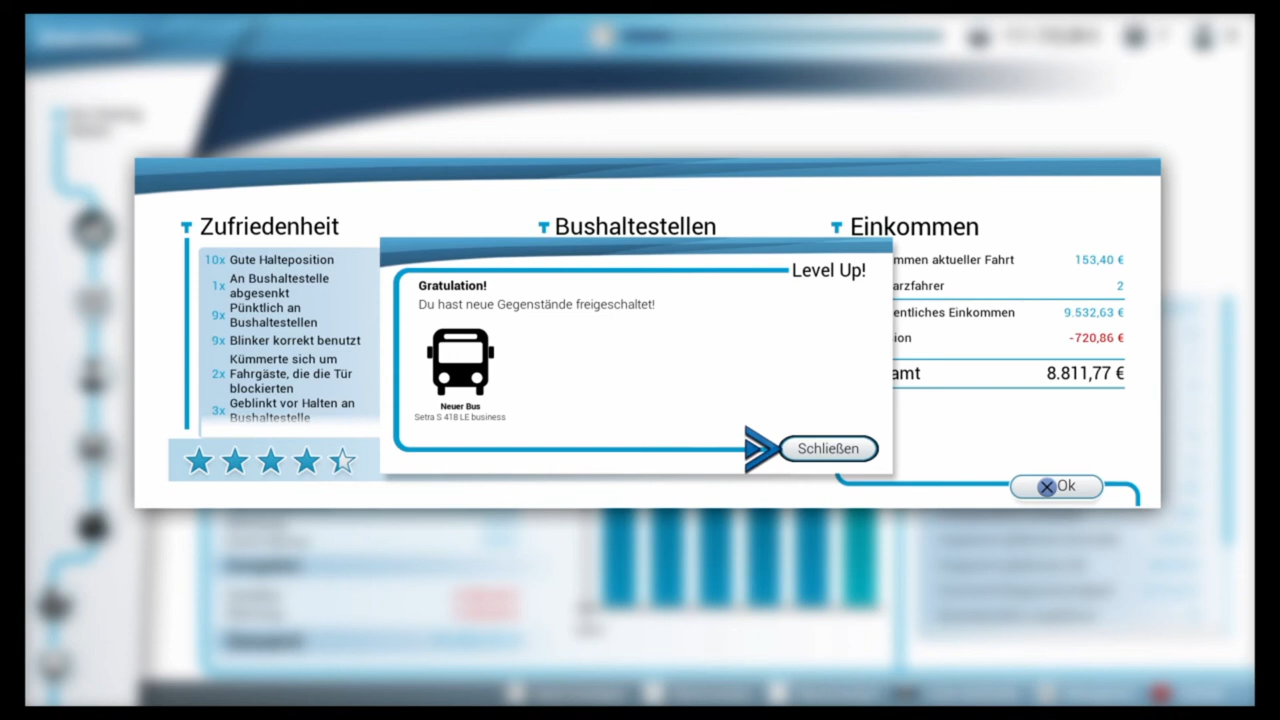 Zufriedenheit
10x Gute Halteposition
1x An Bushaltestelle
abgesenkt
9x Pünktlich an
Bushaltestellen
9x Blinker korrekt benutzt
Kümmerte sich um
2x Fahrgäste, die die Tür
blockierten
3x Geblinkt vor Halten an
Bushaltestelle
Bushaltestellen
Level Up!
Gratulation!
Du hast neue Gegenstände freigeschaltet!
Neuer Bus
Setra S 418 LE business
Schließen
Einkommen
mmen aktueller Fahrt 153,40 €
arzfahrer 2
entliches Einkommen 9.532,63 €
ion -720,86 €
amt 8.811,77 €
Ok